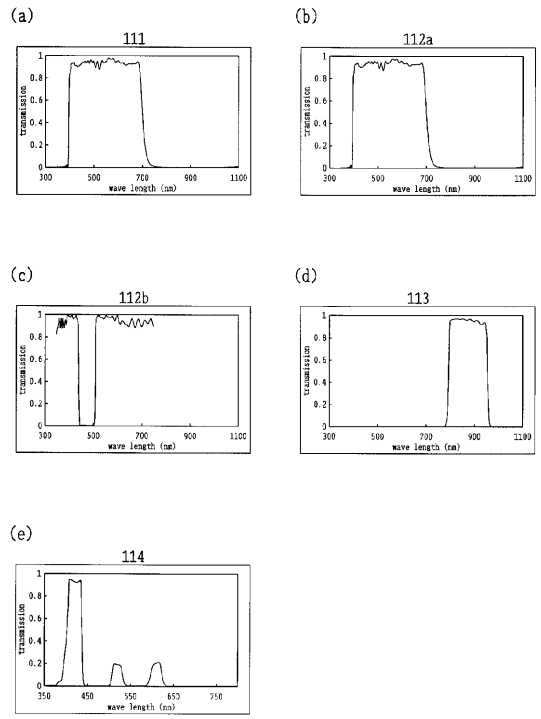 (a)
111
transmission
1
0.8
0.6
0.4
0.2
0
300 500 700 900 1100
wave length (nm)
(b)
112a
transmission
1
0.8
0.6
0.4
0.2
0
300 500 700 900 1100
wave length (nm)
(c)
112b
transmission
1
0.8
0.6
0.4
0.2
0
300 500 700 900 1100
wave length (nm)
(d)
113
transmission
1
0.8
0.6
0.4
0.2
0
300 500 700 900 1100
wave length (nm)
(e)
114
transmission
1
0.8
0.6
0.4
0.2
0
350 450 550 650 750
wave length (nm)